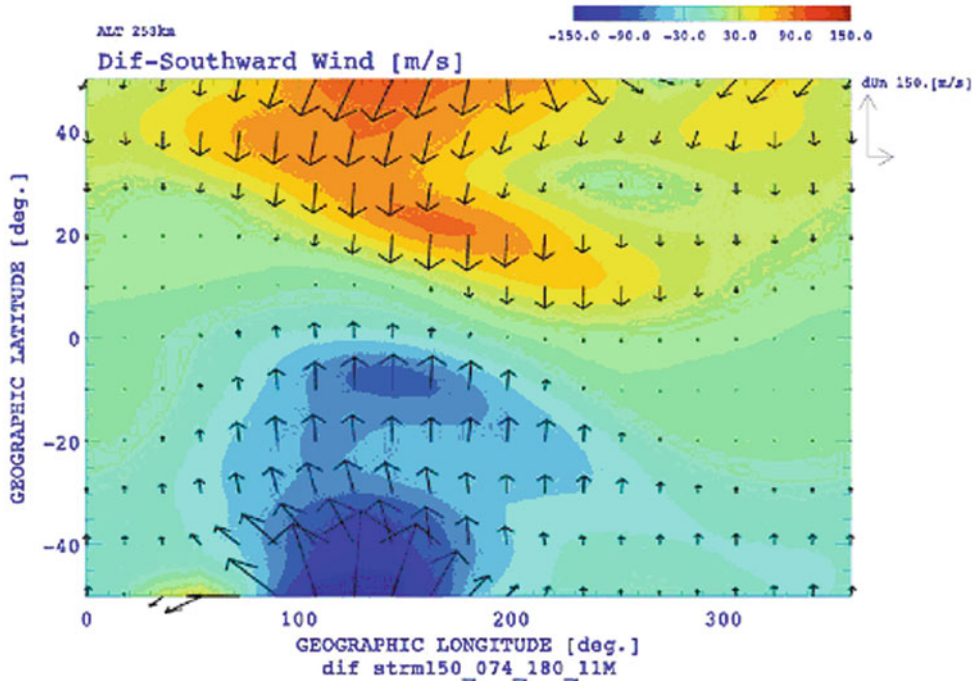 ALT 253km
-150.0 -90.0 -30.0 30.0 90.0 150.0
Dif-Southward Wind [m/s]
dUn 150.[m/s]
40
20
0
-20
-40
GEOGRAPHIC LATITUDE [deg.]
0 100 200 300
GEOGRAPHIC LONGITUDE [deg.]
dif strm150_074_180_11M